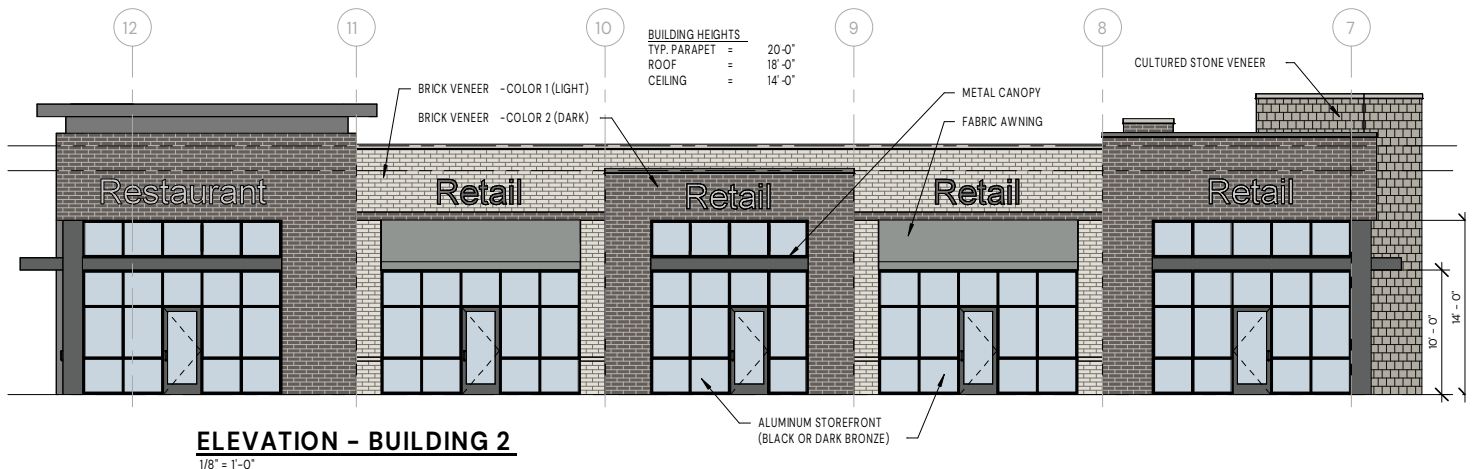 12
11
10
9
8
7
BUILDING HEIGHTS
TYP. PARAPET = 20'-0"
ROOF = 18'-0"
CEILING = 14'-0"
BRICK VENEER - COLOR 1 (LIGHT)
BRICK VENEER - COLOR 2 (DARK)
METAL CANOPY
FABRIC AWNING
CULTURED STONE VENEER
Restaurant
Retail
Retail
Retail
Retail
10' - 0"
14' - 0"
ALUMINUM STOREFRONT
(BLACK OR DARK BRONZE)
ELEVATION - BUILDING 2
1/8" = 1'-0"